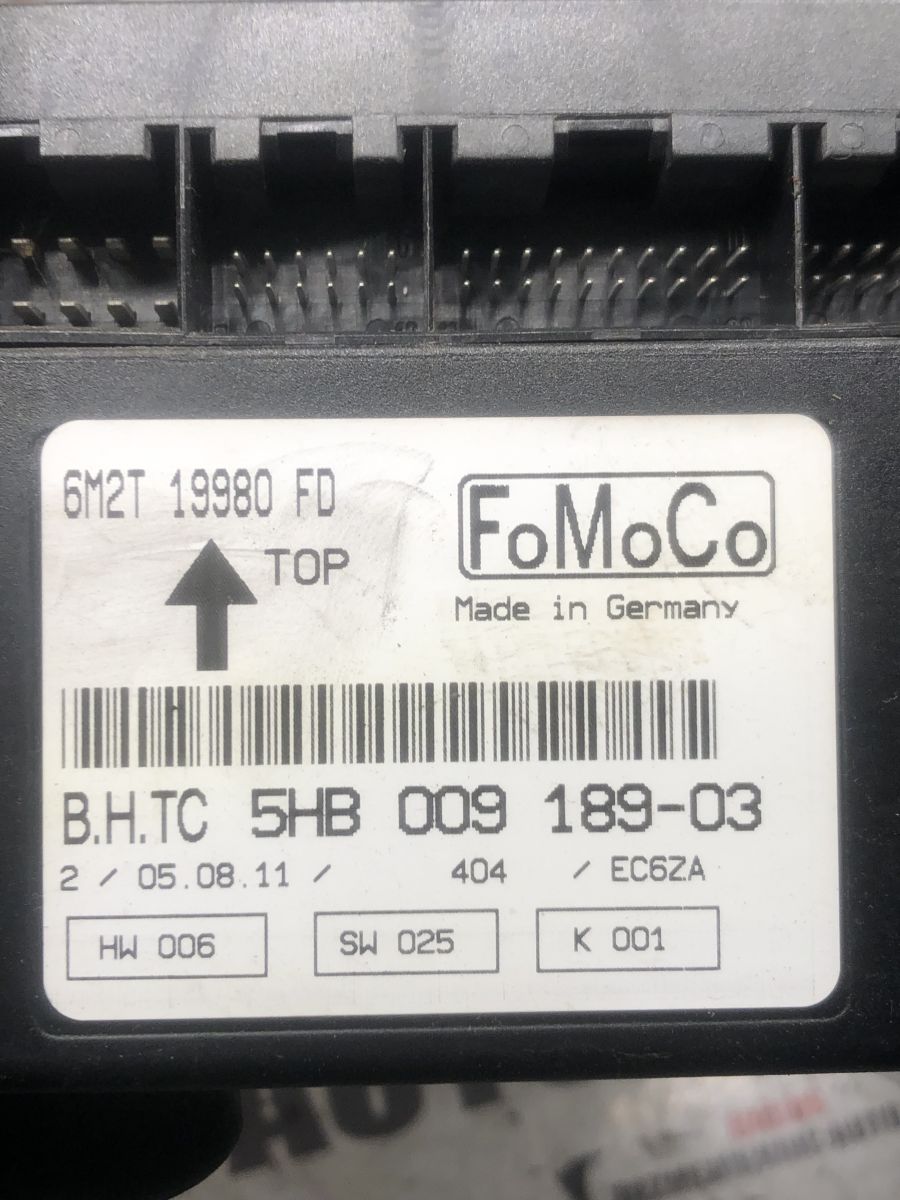 6M2T 19980 FD
FoMoCo
TOP
Made in Germany
B.H.TC 5HB 009 189-03
2 / 05.08.11 / 404 / EC6ZA
HW 006
SW 025
K 001